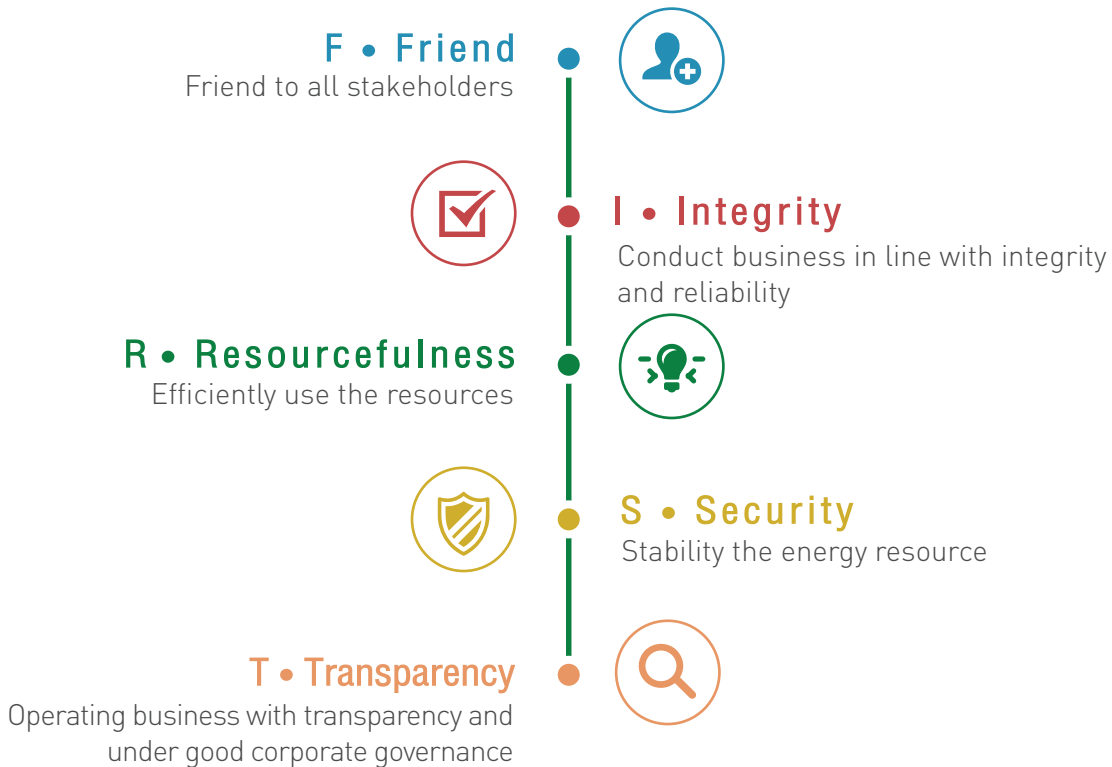 F • Friend
Friend to all stakeholders
I • Integrity
Conduct business in line with integrity
and reliability
R • Resourcefulness
Efficiently use the resources
S • Security
Stability the energy resource
T • Transparency
Operating business with transparency and
under good corporate governance